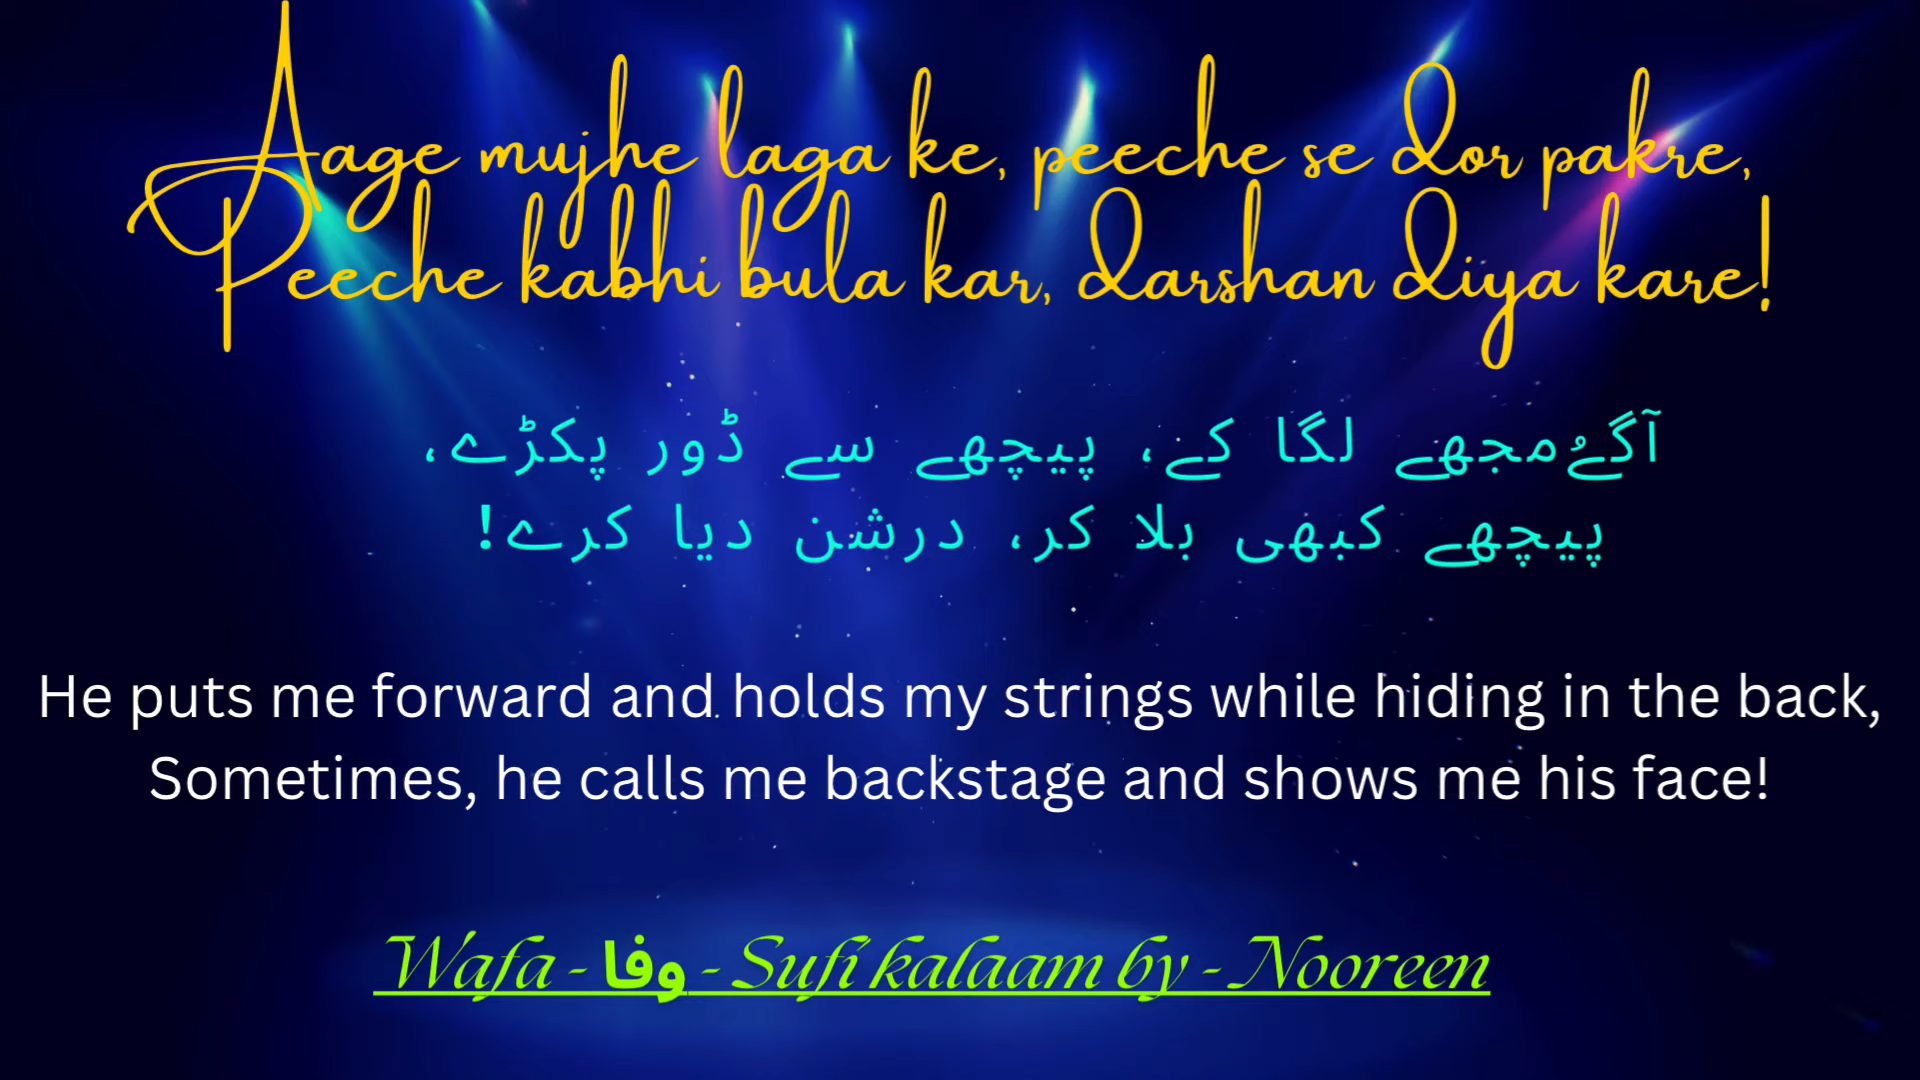 Aage mujhe laga ke, peeche se dor pakre,
Peeche kabhi bula kar, darshan diya kare!
آگےُمجھے لگا کے، پیچھے سے ڈور پکڑے،
پیچھے کبھی بلا کر، درشن دیا کرے!
He puts me forward and holds my strings while hiding in the back,
Sometimes, he calls me backstage and shows me his face!
Wafa - وفا - Sufi kalaam by - Nooreen